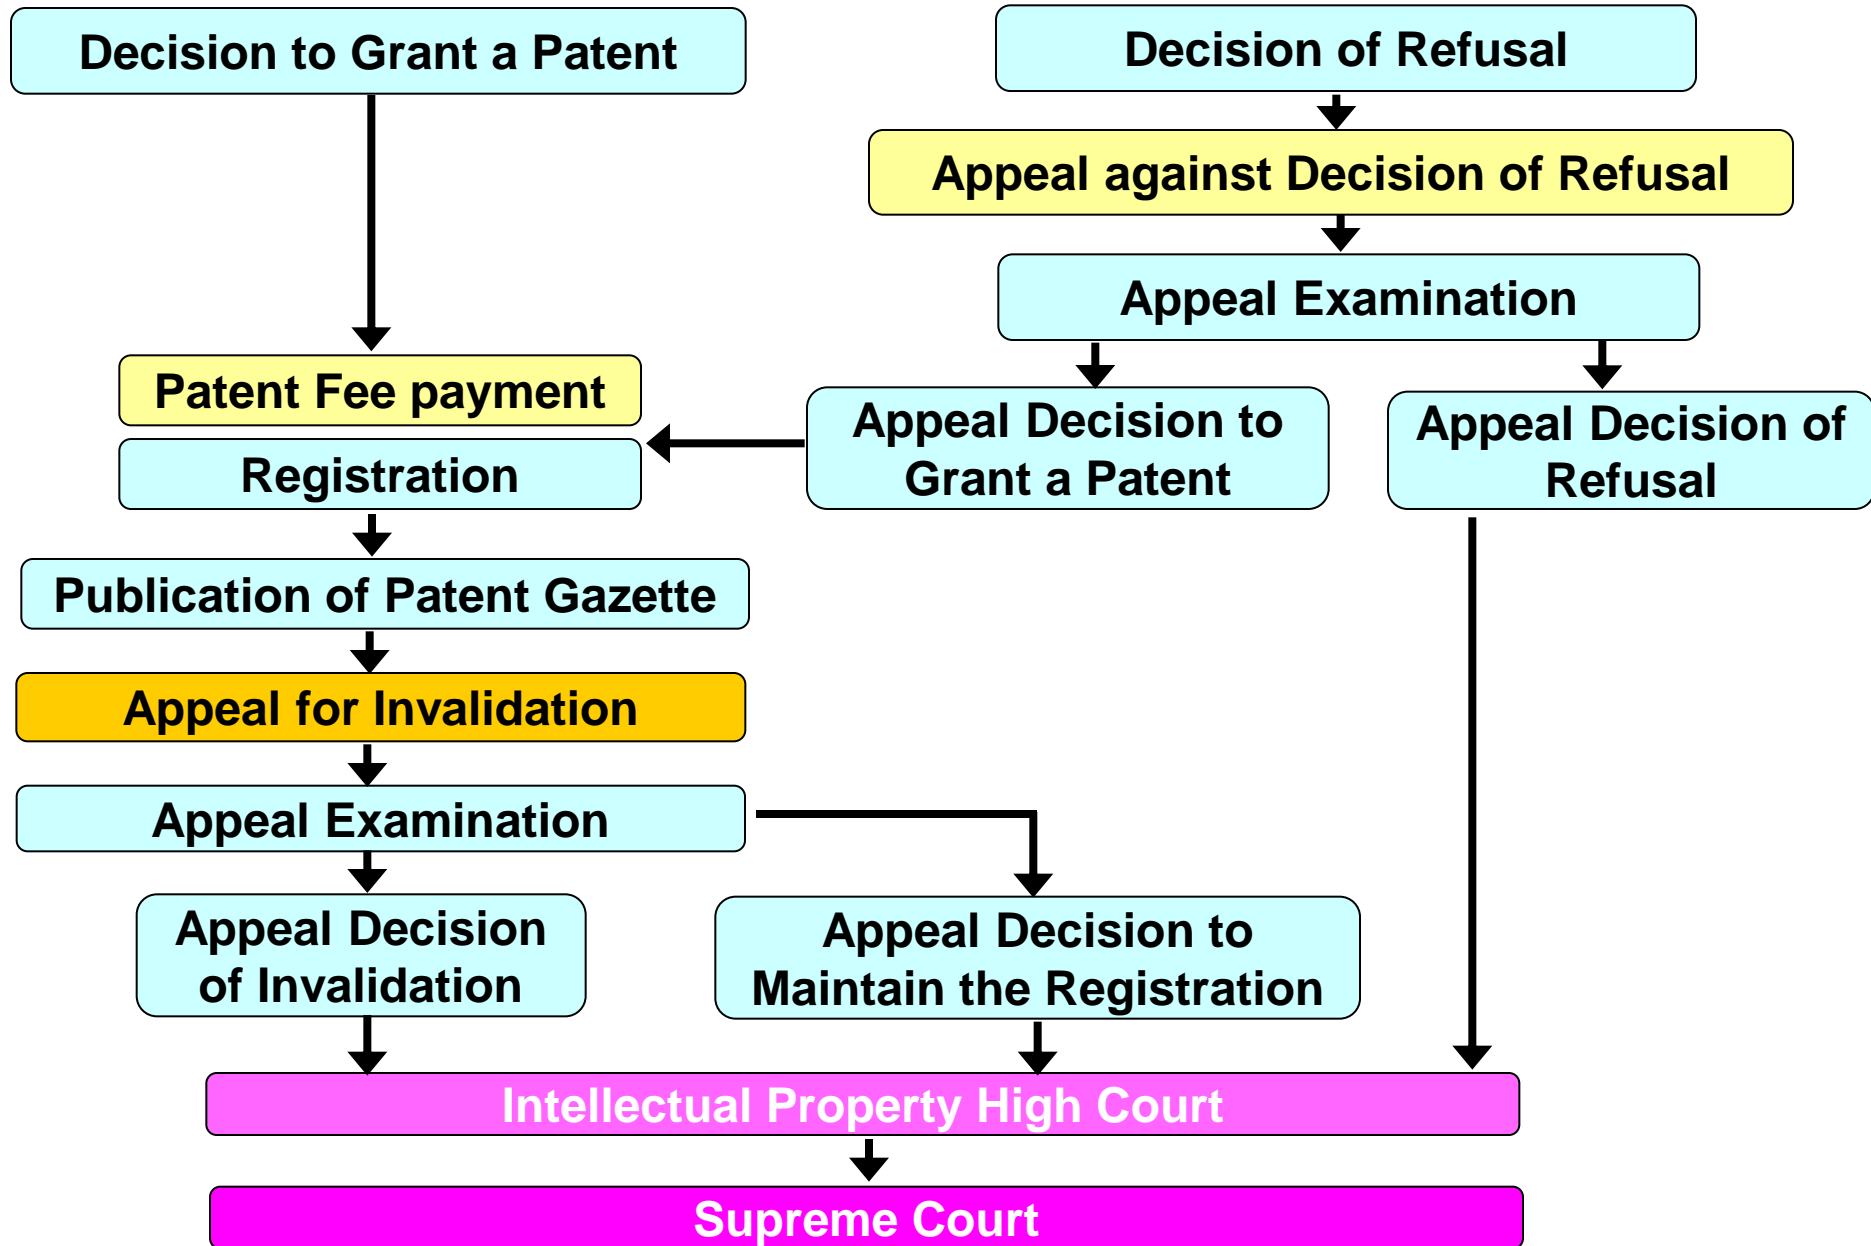 Decision to Grant a Patent
Decision of Refusal
Appeal against Decision of Refusal
Appeal Examination
Patent Fee payment
Registration
Appeal Decision to
Grant a Patent
Appeal Decision of
Refusal
Publication of Patent Gazette
Appeal for Invalidation
Appeal Examination
Appeal Decision
of Invalidation
Appeal Decision to
Maintain the Registration
Intellectual Property High Court
Supreme Court